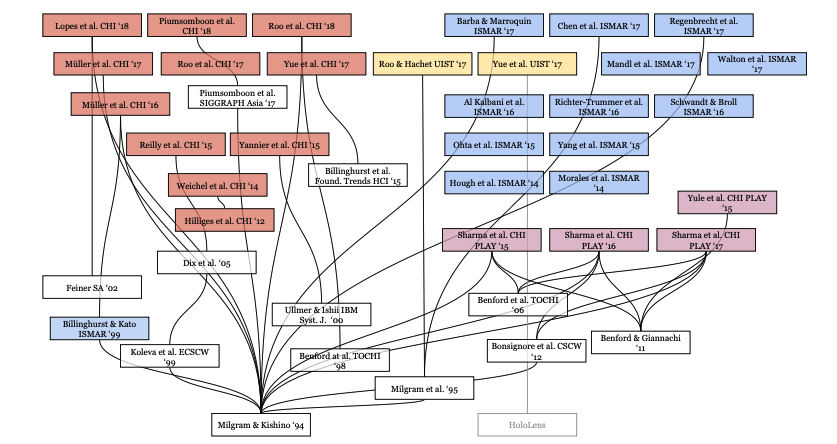 Lopes et al. CHI ‘18
Piumsomboon et al.
CHI ‘18
Roo et al. CHI ‘18
Barba & Marroquin
ISMAR ‘17
Chen et al. ISMAR ‘17
Regenbrecht et al.
ISMAR ‘17
Müller et al. CHI ‘17
Roo et al. CHI ‘17
Yue et al. CHI ‘17
Roo & Hachet UIST ‘17
Yue et al. UIST ‘17
Mandl et al. ISMAR ‘17
Walton et al. ISMAR
‘17
Müller et al. CHI ‘16
Piumsomboon et al.
SIGGRAPH Asia ‘17
Al Kalbani et al.
ISMAR ‘16
Richter-Trummer et al.
ISMAR ‘16
Schwandt & Broll
ISMAR ‘16
Reilly et al. CHI ‘15
Yannier et al. CHI ‘15
Ohta et al. ISMAR ‘15
Yang et al. ISMAR ‘15
Billinghurst et al.
Found. Trends HCI ‘15
Weichel et al. CHI ‘14
Hough et al. ISMAR ‘14
Morales et al. ISMAR
‘14
Yule et al. CHI PLAY
‘15
Hilliges et al. CHI ‘12
Sharma et al. CHI
PLAY ‘15
Sharma et al. CHI
PLAY ‘16
Sharma et al. CHI
PLAY ‘17
Dix et al. ‘05
Feiner SA ‘02
Benford et al. TOCHI
‘06
Ullmer & Ishii IBM
Syst. J. ‘00
Billinghurst & Kato
ISMAR ‘99
Benford & Giannachi
‘11
Koleva et al. ECSCW
‘99
Benford at al. TOCHI
‘98
Bonsignore et al. CSCW
‘12
Milgram et al. ‘95
Milgram & Kishino ‘94
HoloLens